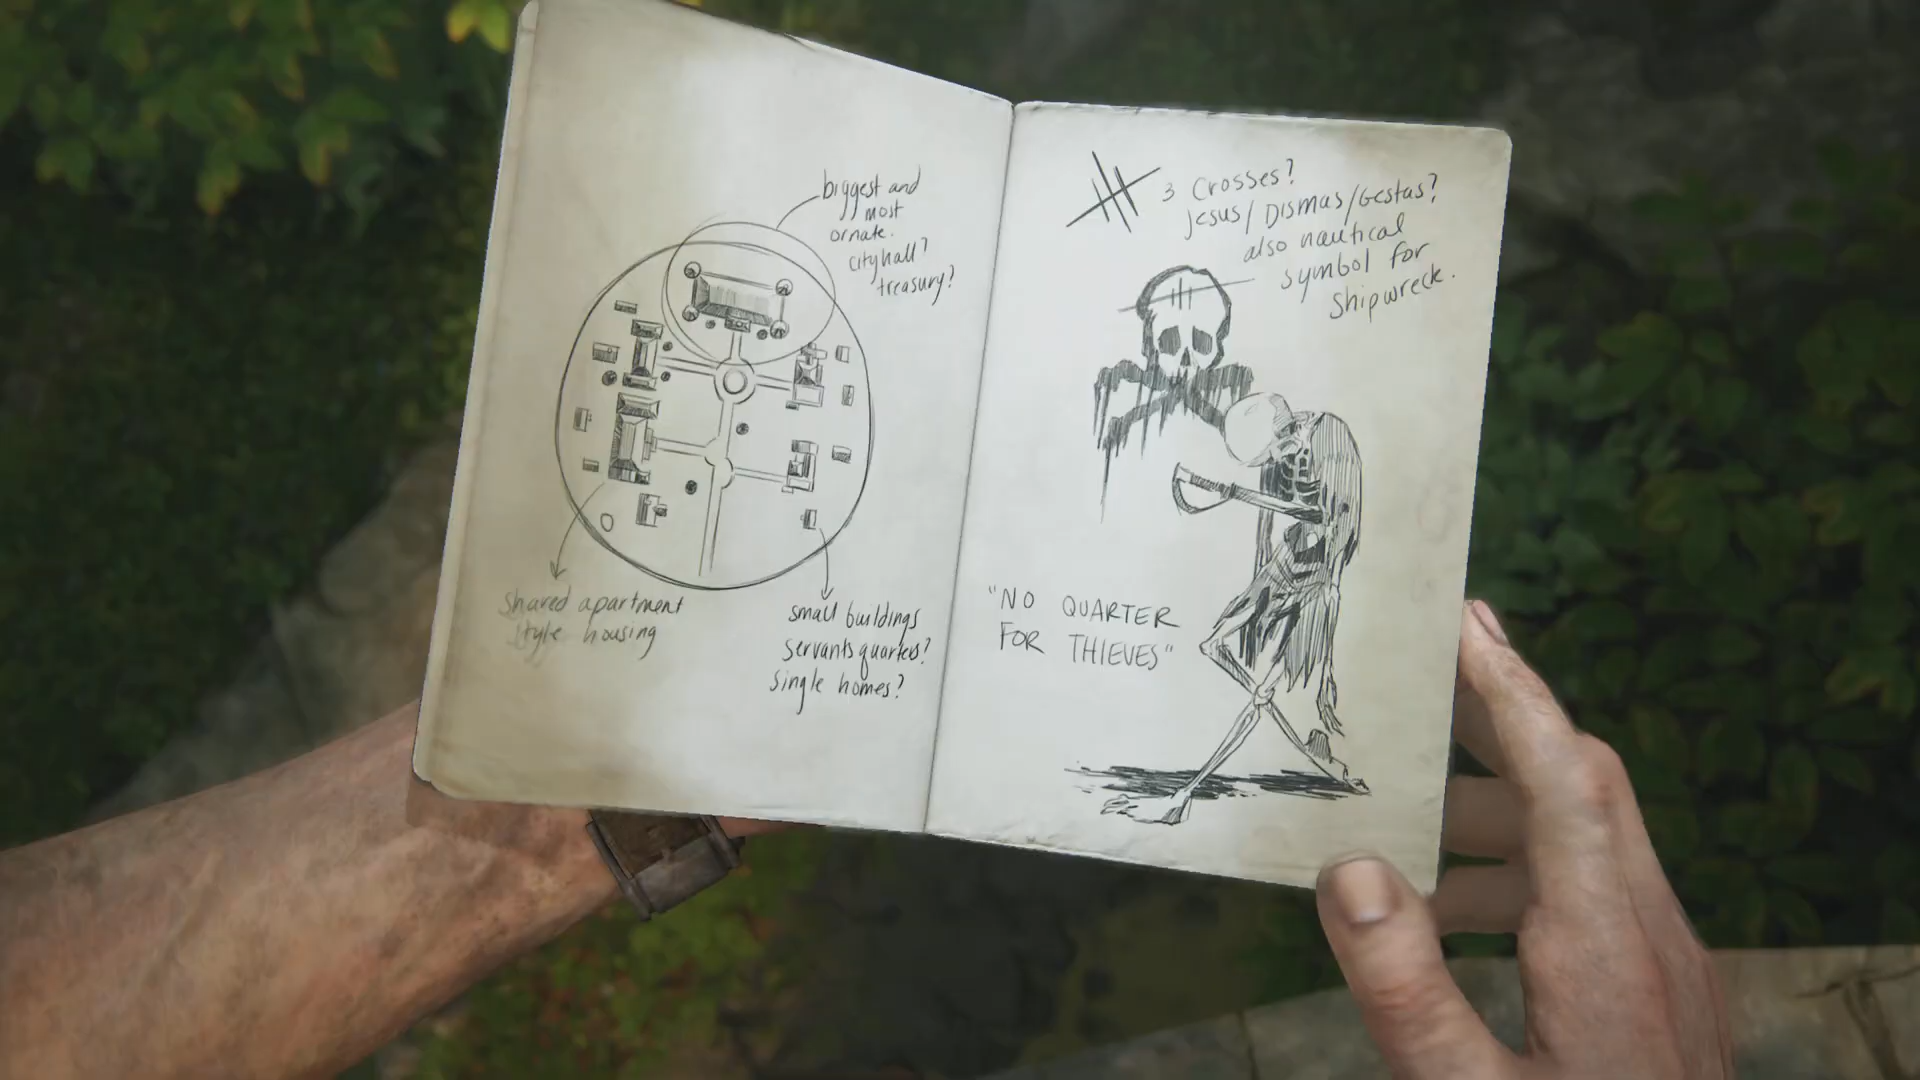 biggest and
most
ornate.
cityhall?
treasury?
shared apartment
style housing
small buildings
servants quarters?
single homes?
3 Crosses?
Jesus/Dismas/Gestas?
also nautical
symbol for
shipwreck.
"NO QUARTER
FOR THIEVES"